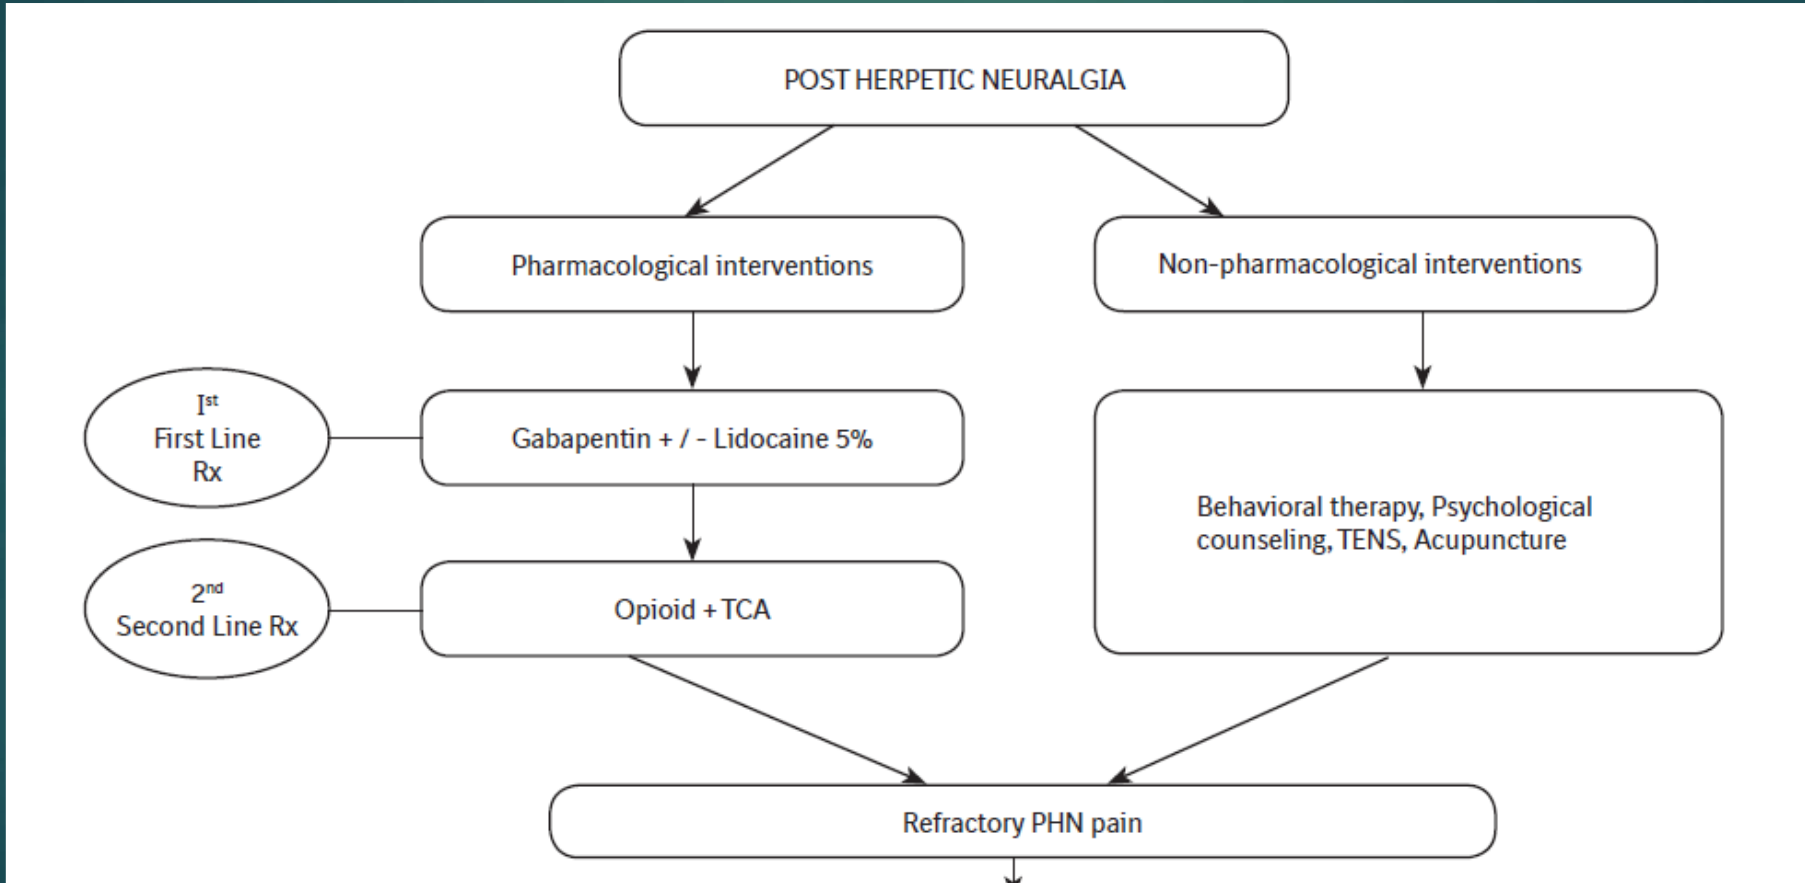 POST HERPETIC NEURALGIA
Pharmacological interventions
Non-pharmacological interventions
Ist
First Line
Rx
Gabapentin + / - Lidocaine 5%
Behavioral therapy, Psychological
counseling, TENS, Acupuncture
2nd
Second Line Rx
Opioid + TCA
Refractory PHN pain